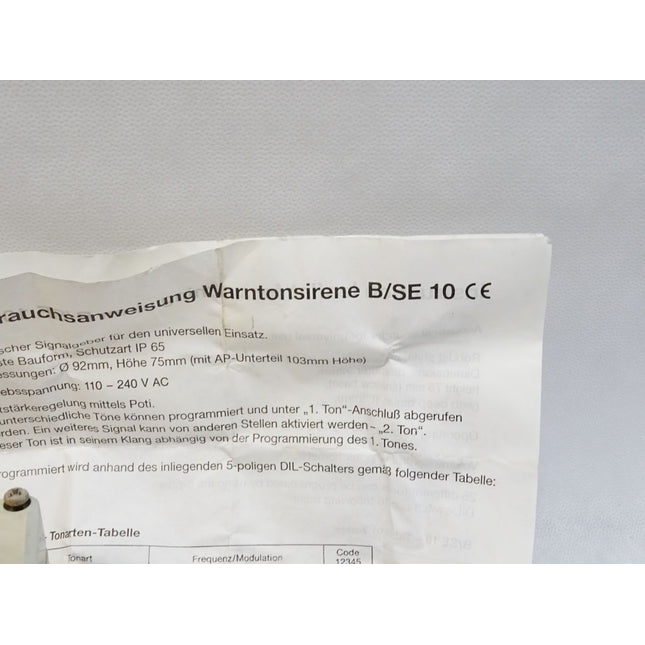 rauchsanweisung Warntonsirene B/SE 10 CE
scher Signalgeber für den universellen Einsatz.
ste Bauform, Schutzart IP 65
essungen: Ø 92mm, Höhe 75mm (mit AP-Unterteil 103mm Höhe)
ebsspannung: 110 – 240 V AC
tstärkeregelung mittels Poti.
unterschiedliche Töne können programmiert und unter „1. Ton"-Anschluß abgerufen
rden. Ein weiteres Signal kann von anderen Stellen aktiviert werden – „2. Ton".
ieser Ton ist in seinem Klang abhängig von der Programmierung des 1. Tones.
rogrammiert wird anhand des inliegenden 5-poligen DIL-Schalters gemäß folgender Tabelle:
- Tonarten-Tabelle
Tonart Frequenz/Modulation Code
12345